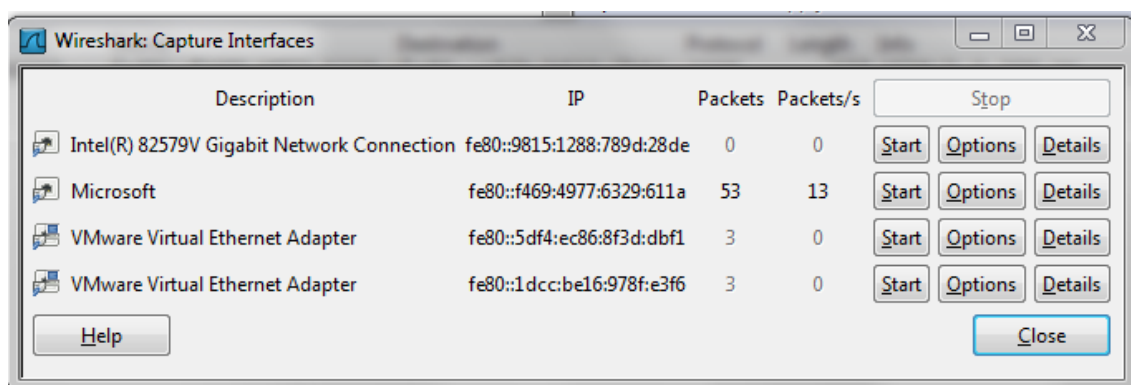 Wireshark: Capture Interfaces
Description IP Packets Packets/s Stop
Intel(R) 82579V Gigabit Network Connection fe80::9815:1288:789d:28de 0 0 Start Options Details
Microsoft fe80::f469:4977:6329:611a 53 13 Start Options Details
VMware Virtual Ethernet Adapter fe80::5df4:ec86:8f3d:dbf1 3 0 Start Options Details
VMware Virtual Ethernet Adapter fe80::1dcc:be16:978f:e3f6 3 0 Start Options Details
Help Close